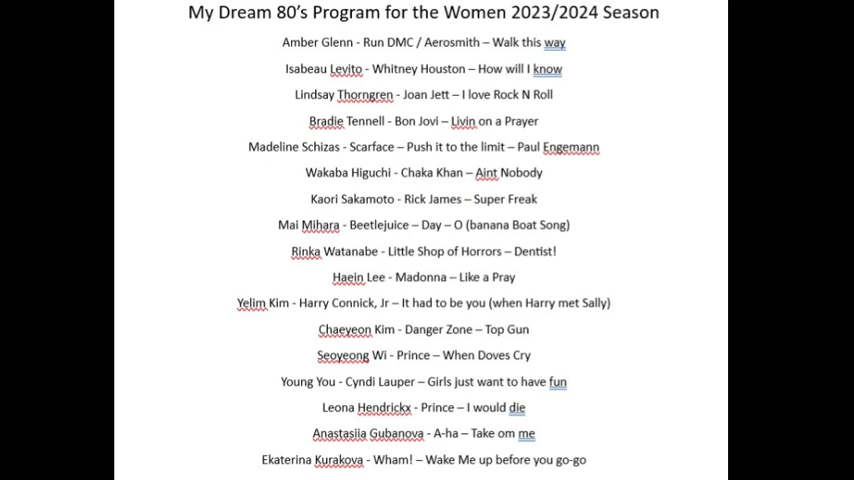 My Dream 80's Program for the Women 2023/2024 Season
Amber Glenn - Run DMC / Aerosmith – Walk this way
Isabeau Levito - Whitney Houston – How will I know
Lindsay Thorngren - Joan Jett – I love Rock N Roll
Bradie Tennell - Bon Jovi – Livin on a Prayer
Madeline Schizas - Scarface – Push it to the limit – Paul Engemann
Wakaba Higuchi - Chaka Khan – Aint Nobody
Kaori Sakamoto - Rick James – Super Freak
Mai Mihara - Beetlejuice – Day – O (banana Boat Song)
Rinka Watanabe - Little Shop of Horrors – Dentist!
Haein Lee - Madonna – Like a Pray
Yelim Kim - Harry Connick, Jr – It had to be you (when Harry met Sally)
Chaeyeon Kim - Danger Zone – Top Gun
Seoyeong Wi - Prince – When Doves Cry
Young You - Cyndi Lauper – Girls just want to have fun
Leona Hendrickx - Prince – I would die
Anastasiia Gubanova - A-ha – Take om me
Ekaterina Kurakova - Wham! – Wake Me up before you go-go